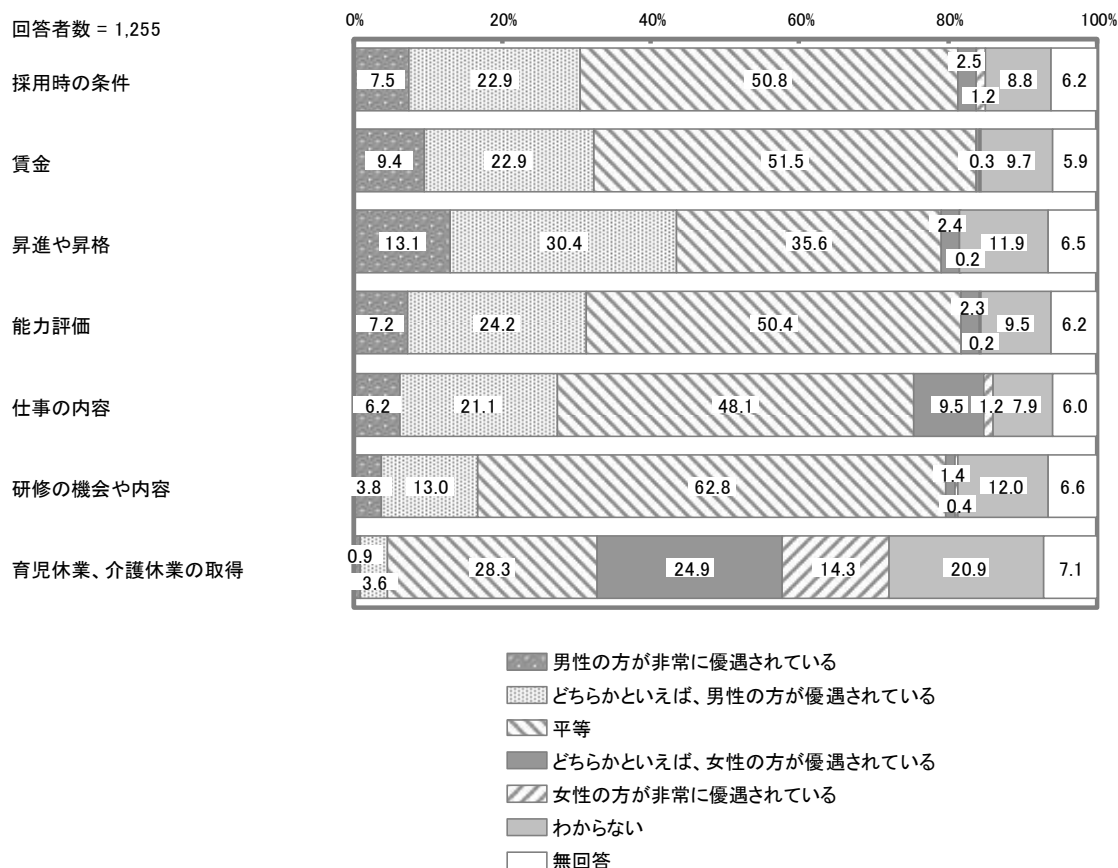 回答者数 = 1,255
0% 20% 40% 60% 80% 100%
採用時の条件 7.5 22.9 50.8 2.5 1.2 8.8 6.2
賃金 9.4 22.9 51.5 0.3 9.7 5.9
昇進や昇格 13.1 30.4 35.6 2.4 0.2 11.9 6.5
能力評価 7.2 24.2 50.4 2.3 0.2 9.5 6.2
仕事の内容 6.2 21.1 48.1 9.5 1.2 7.9 6.0
研修の機会や内容 3.8 13.0 62.8 1.4 0.4 12.0 6.6
育児休業、介護休業の取得 0.9 3.6 28.3 24.9 14.3 20.9 7.1
男性の方が非常に優遇されている
どちらかといえば、男性の方が優遇されている
平等
どちらかといえば、女性の方が優遇されている
女性の方が非常に優遇されている
わからない
無回答